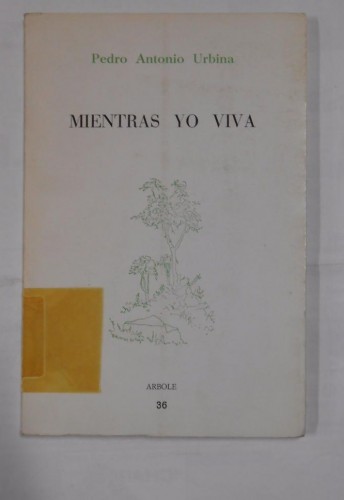 Pedro Antonio Urbina
MIENTRAS YO VIVA
ARBOLE
36